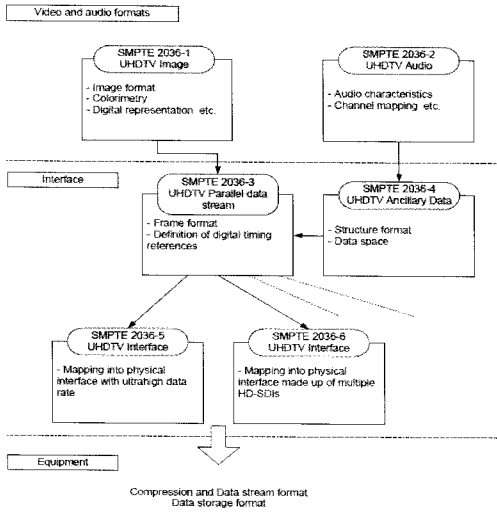 Video and audio formats
SMPTE 2036-1
UHDTV Image
- Image format
- Colorimetry
- Digital representation etc.
SMPTE 2036-2
UHDTV Audio
- Audio characteristics
- Channel mapping etc.
Interface
SMPTE 2036-3
UHDTV Parallel data
stream
- Frame format
- Definition of digital timing
references
SMPTE 2036-4
UHDTV Ancillary Data
- Structure format
- Data space
SMPTE 2036-5
UHDTV Interface
- Mapping into physical
interface with ultrahigh data
rate
SMPTE 2036-6
UHDTV Interface
- Mapping into physical
interface made up of multiple
HD-SDIs
Equipment
Compression and Data stream format
Data storage format